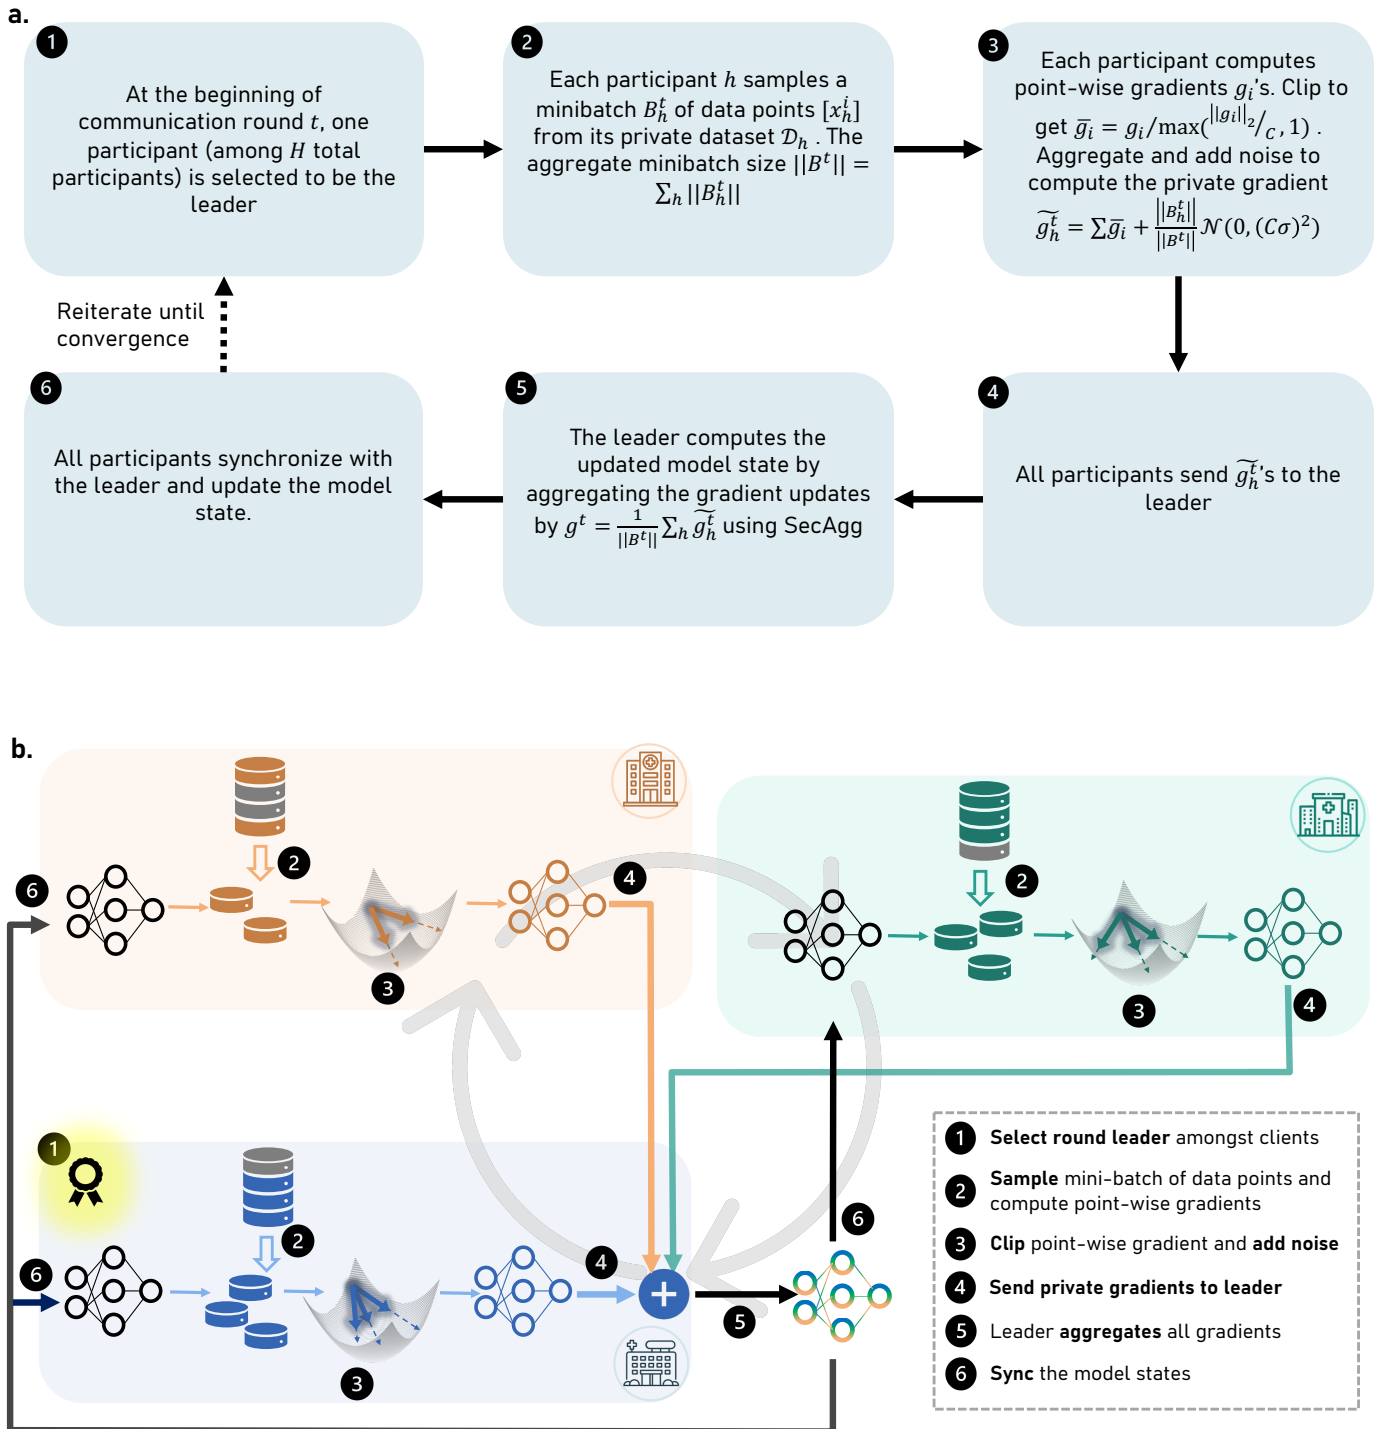 a.
1
At the beginning of
communication round t, one
participant (among H total
participants) is selected to be the
leader
2
Each participant h samples a
minibatch B_h^t of data points [x_h^i]
from its private dataset 𝒟_h . The
aggregate minibatch size ||B^t|| =
∑_h ||B_h^t||
3
Each participant computes
point-wise gradients g_i's. Clip to
get g̅_i = g_i/max(||g_i||_2/C, 1) .
Aggregate and add noise to
compute the private gradient
g̃_h^t = ∑g̅_i + ||B_h^t||/||B^t|| 𝒩(0, (Cσ)^2)
Reiterate until
convergence
6
All participants synchronize with
the leader and update the model
state.
5
The leader computes the
updated model state by
aggregating the gradient updates
by g^t = 1/||B^t|| ∑_h g̃_h^t using SecAgg
4
All participants send g̃_h^t's to the
leader
b.
2
6
4
3
2
3
4
1
2
6
4
3
+
5
6
1 Select round leader amongst clients
2 Sample mini-batch of data points and
compute point-wise gradients
3 Clip point-wise gradient and add noise
4 Send private gradients to leader
5 Leader aggregates all gradients
6 Sync the model states